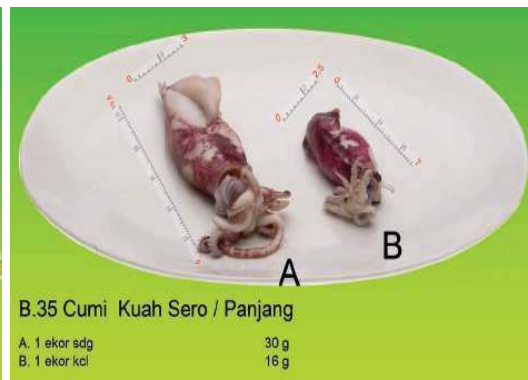 A
B
B.35 Cumi Kuah Sero / Panjang
A. 1 ekor sdg 30 g
B. 1 ekor kcl 16 g